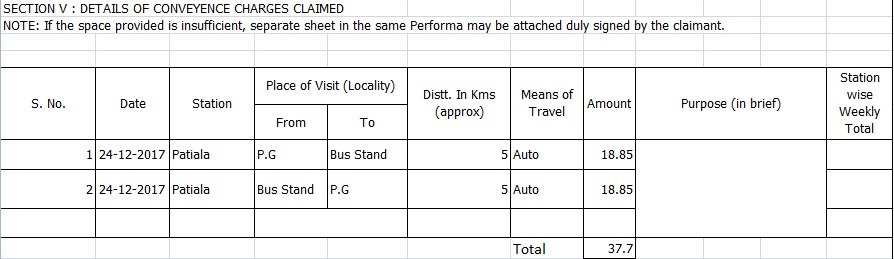 SECTION V : DETAILS OF CONVEYENCE CHARGES CLAIMED
NOTE: If the space provided is insufficient, separate sheet in the same Performa may be attached duly signed by the claimant.
S. No. Date Station Place of Visit (Locality) From To Distt. In Kms (approx) Means of Travel Amount Purpose (in brief) Station wise Weekly Total
1 24-12-2017 Patiala P.G Bus Stand 5 Auto 18.85
2 24-12-2017 Patiala Bus Stand P.G 5 Auto 18.85
Total 37.7